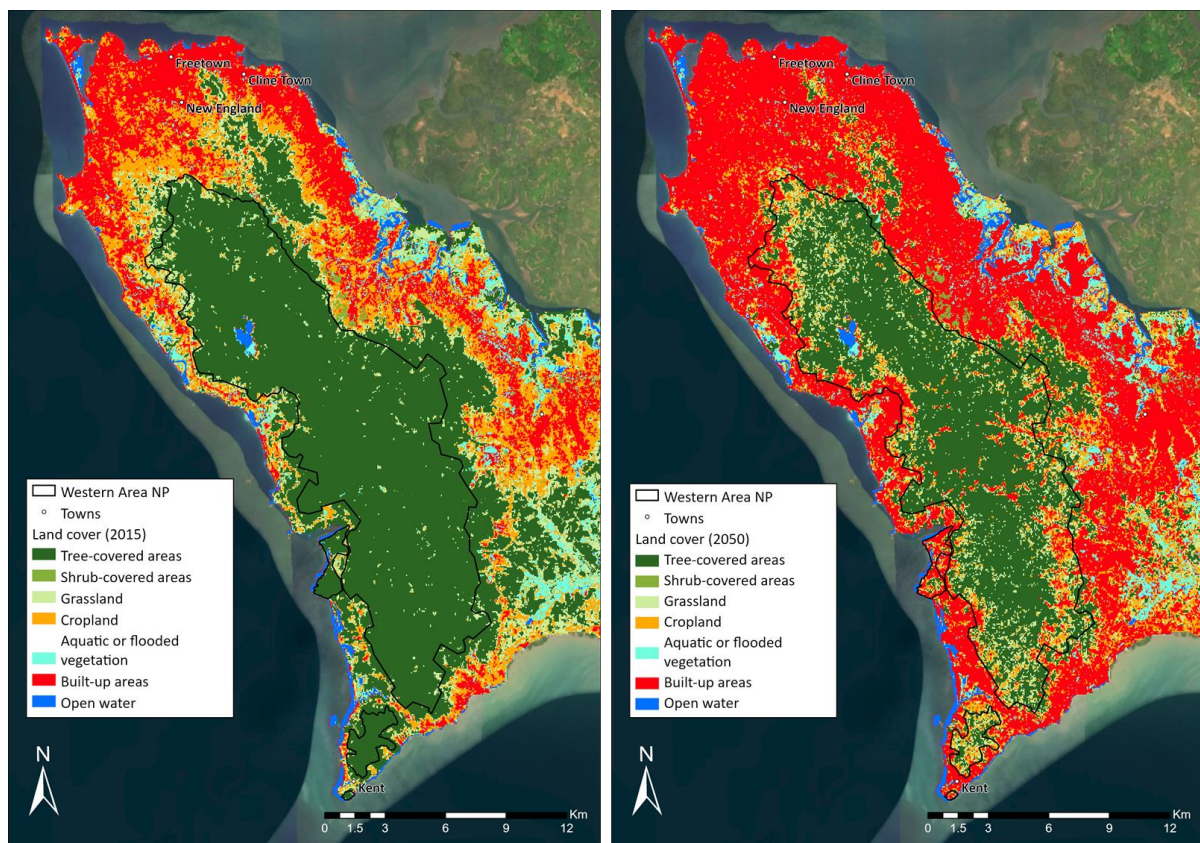 Freetown
Cline Town
New England
Western Area NP
Towns
Land cover (2015)
Tree-covered areas
Shrub-covered areas
Grassland
Cropland
Aquatic or flooded
vegetation
Built-up areas
Open water
N
Kent
Km
0 1.5 3 6 9 12
Freetown
Cline Town
New England
Western Area NP
Towns
Land cover (2050)
Tree-covered areas
Shrub-covered areas
Grassland
Cropland
Aquatic or flooded
vegetation
Built-up areas
Open water
N
Kent
Km
0 1.5 3 6 9 12